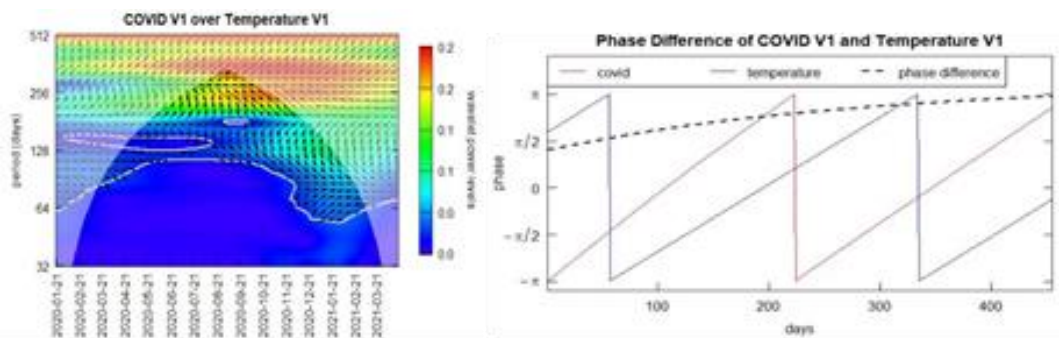 COVID V1 over Temperature V1
512
256
128
64
32
period (days)
0.2
0.2
0.1
0.1
0.0
0.0
wavelet power levels
2020-01-21
2020-02-21
2020-03-21
2020-04-21
2020-05-21
2020-06-21
2020-07-21
2020-08-21
2020-09-21
2020-10-21
2020-11-21
2020-12-21
2021-01-21
2021-02-21
2021-03-21
Phase Difference of COVID V1 and Temperature V1
covid
temperature
phase difference
π
π/2
0
−π/2
−π
phase
100
200
300
400
days